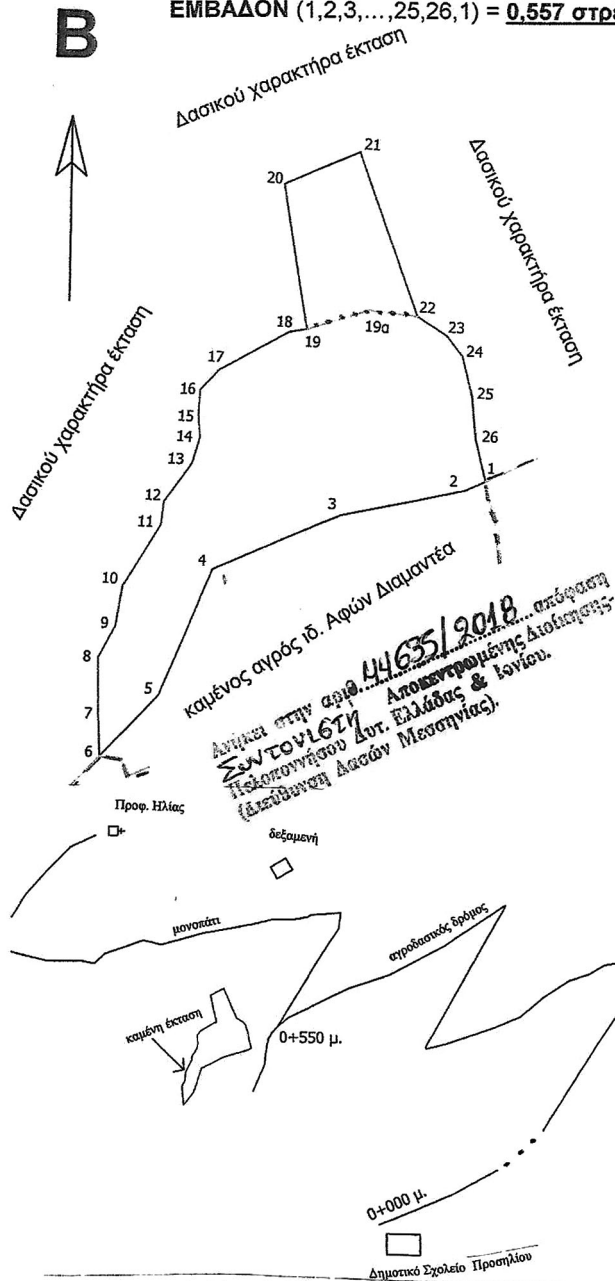 ΕΜΒΑΔΟΝ (1,2,3,...,25,26,1) = 0,557 στρε
Β
Δασικού χαρακτήρα έκταση
21
20
Δασικού χαρακτήρα έκταση
22
18
19
19α
23
24
17
Δασικού χαρακτήρα έκταση
16
25
15
14
26
13
1
12
2
11
3
4
10
9
8
καμένος αγρός ιδ. Αφών Διαμαντέα
5
7
6
Ανήκει στην αριθ. 44635/2018 απόφαση
Συντονιστή Αποκεντρωμένης Διοίκησης
Πελοποννήσου Δυτ. Ελλάδας & Ιονίου.
(Διεύθυνση Δασών Μεσσηνίας).
Προφ. Ηλίας
δεξαμενή
μονοπάτι
αγροδασικός δρόμος
καμένη έκταση
0+550 μ.
0+000 μ.
Δημοτικό Σχολείο Προσηλίου